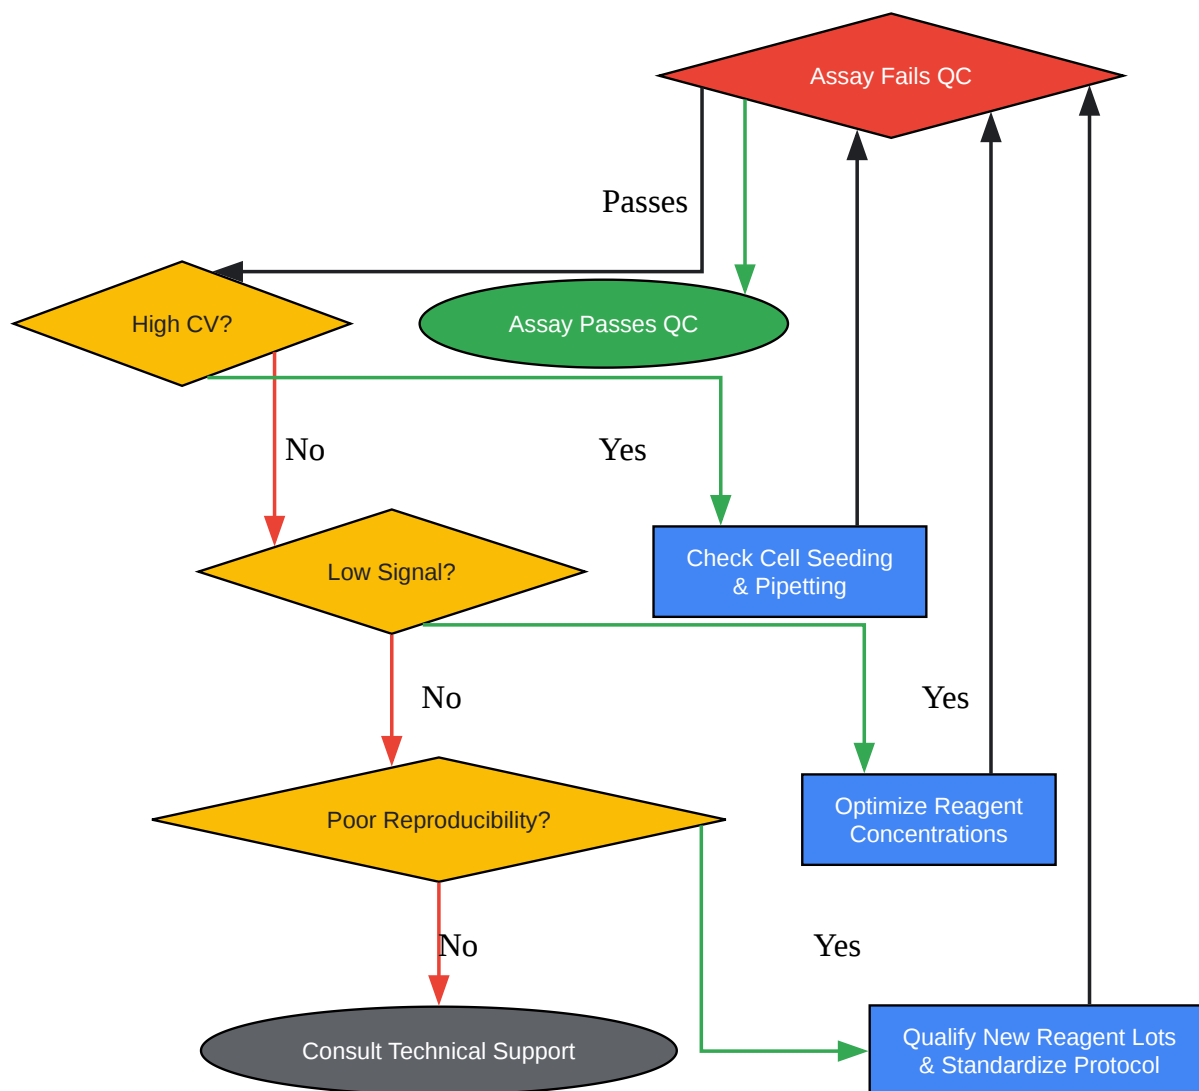 Assay Fails QC
Passes
High CV?
Assay Passes QC
No
Yes
Low Signal?
Check Cell Seeding
& Pipetting
No
Yes
Poor Reproducibility?
Optimize Reagent
Concentrations
No
Yes
Consult Technical Support
Qualify New Reagent Lots
& Standardize Protocol